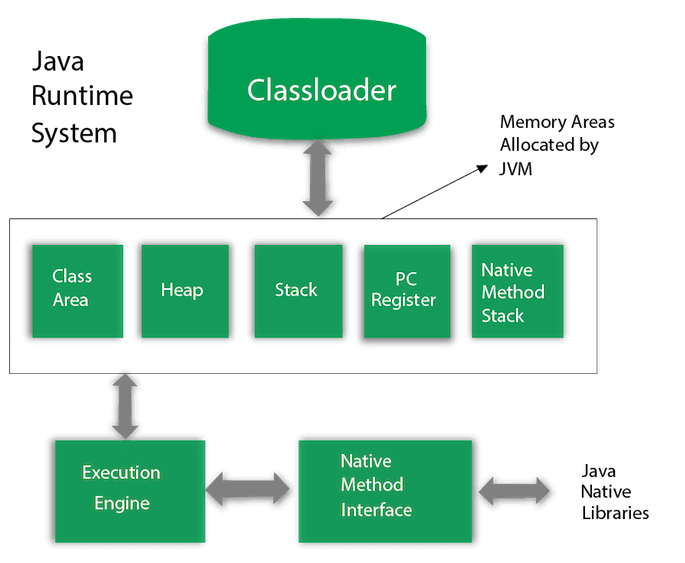 Java
Runtime
System
Classloader
Memory Areas
Allocated by
JVM
Class
Area
Heap
Stack
PC
Register
Native
Method
Stack
Execution
Engine
Native
Method
Interface
Java
Native
Libraries